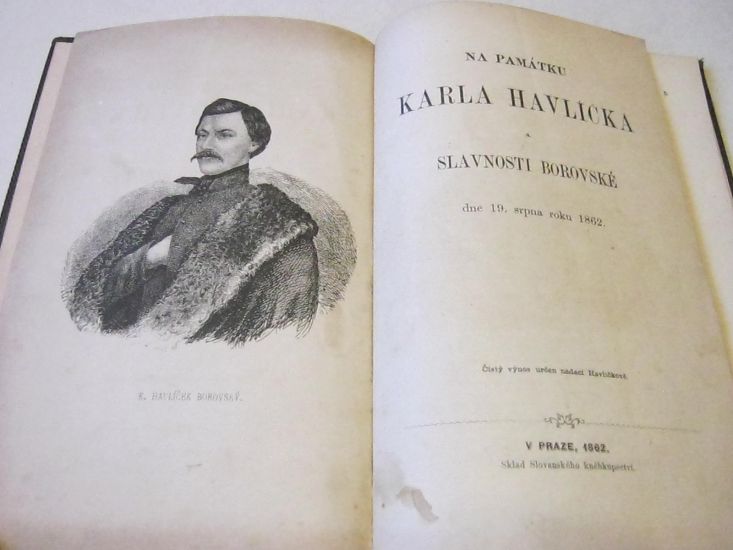 K. HAVLÍČEK BOROVSKÝ.
NA PAMÁTKU
KARLA HAVLÍČKA
a
SLAVNOSTI BOROVSKÉ
dne 19. srpna roku 1862.
Čistý výnos určen nadaci Havlíčkově.
V PRAZE, 1862.
Sklad Slovanského kněhkupectví.